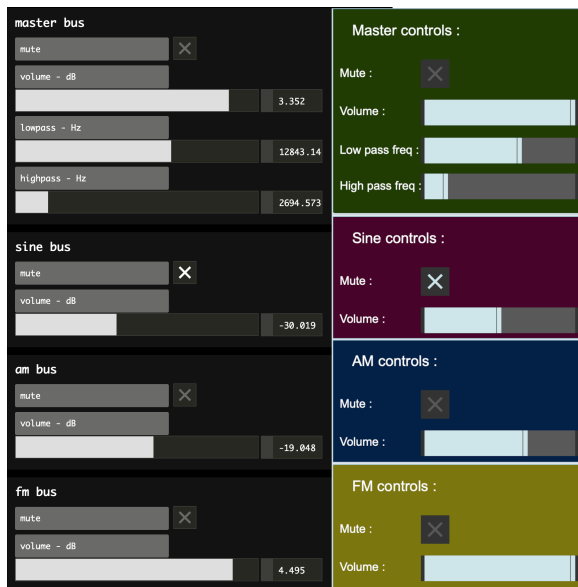 master bus
mute
volume - dB
3.352
lowpass - Hz
12843.14
highpass - Hz
2694.573
sine bus
mute
volume - dB
-30.019
am bus
mute
volume - dB
-19.048
fm bus
mute
volume - dB
4.495
Master controls :
Mute :
Volume :
Low pass freq :
High pass freq :
Sine controls :
Mute :
Volume :
AM controls :
Mute :
Volume :
FM controls :
Mute :
Volume :